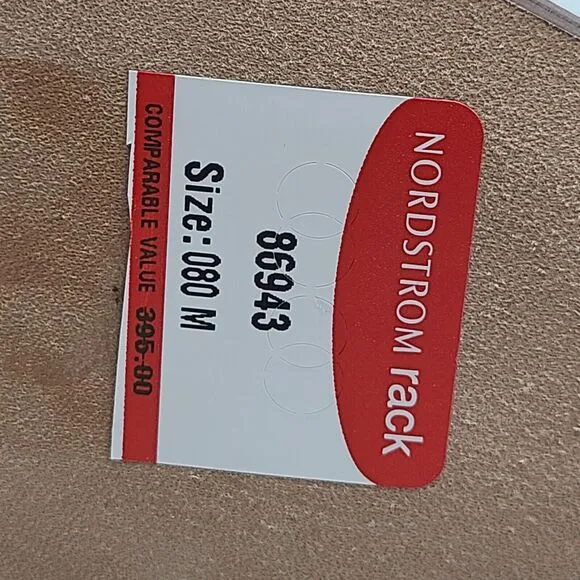 NORDSTROM rack
86943
Size: 080 M
COMPARABLE VALUE 395.00